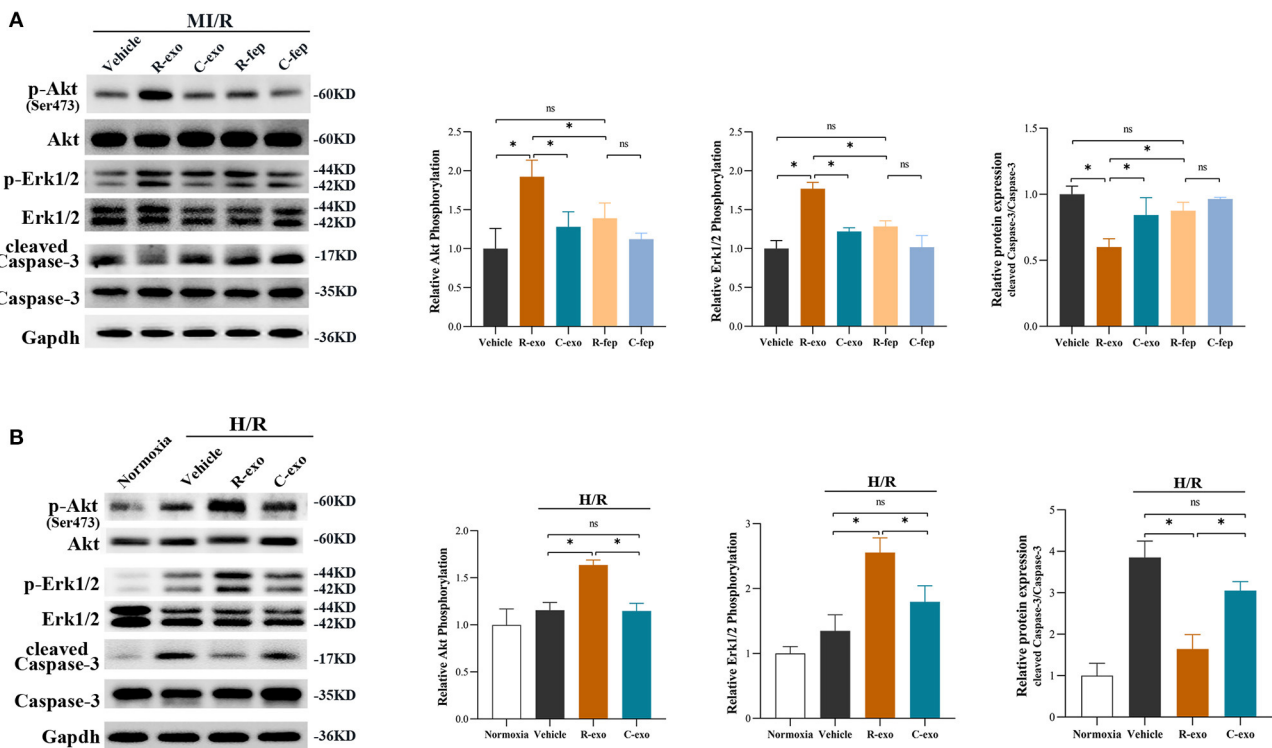 A
MI/R
Vehicle R-exo C-exo R-fep C-fep
p-Akt
(Ser473)
-60KD
Akt
-60KD
p-Erk1/2
-44KD
-42KD
Erk1/2
-44KD
-42KD
cleaved
Caspase-3
-17KD
Caspase-3
-35KD
Gapdh
-36KD
Relative Akt Phosphorylation
2.5
2.0
1.5
1.0
0.5
0.0
ns
*
* *
ns
Vehicle R-exo C-exo R-fep C-fep
Relative Erk1/2 Phosphorylation
2.5
2.0
1.5
1.0
0.5
0.0
ns
*
* *
ns
Vehicle R-exo C-exo R-fep C-fep
Relative protein expression
cleaved Caspase-3/Caspase-3
1.5
1.0
0.5
0.0
ns
*
* *
ns
Vehicle R-exo C-exo R-fep C-fep
B
H/R
Normoxia Vehicle R-exo C-exo
p-Akt
(Ser473)
-60KD
Akt
-60KD
p-Erk1/2
-44KD
-42KD
Erk1/2
-44KD
-42KD
cleaved
Caspase-3
-17KD
Caspase-3
-35KD
Gapdh
-36KD
Relative Akt Phosphorylation
2.0
1.5
1.0
0.5
0.0
H/R
ns
* *
Normoxia Vehicle R-exo C-exo
Relative Erk1/2 Phosphorylation
3
2
1
0
H/R
ns
* *
Normoxia Vehicle R-exo C-exo
Relative protein expression
cleaved Caspase-3/Caspase-3
5
4
3
2
1
0
H/R
ns
* *
Normoxia Vehicle R-exo C-exo